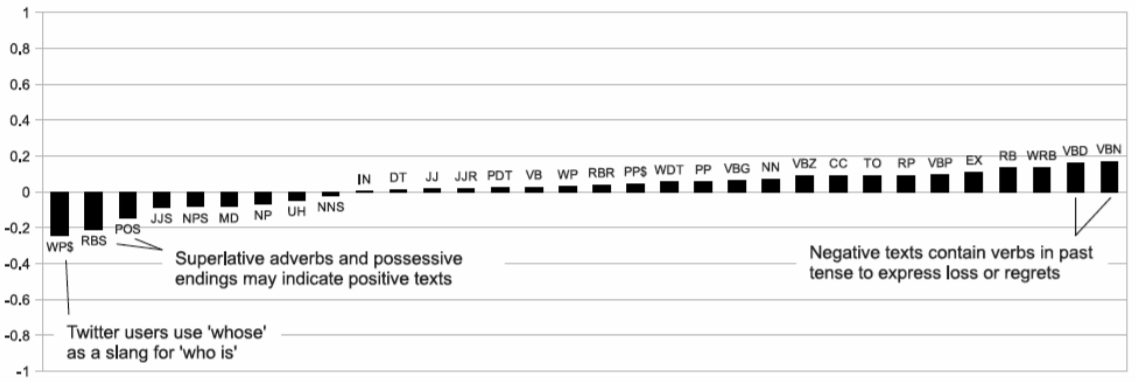 1
0.8
0.6
0.4
0.2
0
-0.2
-0.4
-0.6
-0.8
-1
WP$ RBS POS JJS NPS MD NP UH NNS IN DT JJ JJR PDT VB WP RBR PP$ WDT PP VBG NN VBZ CC TO RP VBP EX RB WRB VBD VBN
Superlative adverbs and possessive
endings may indicate positive texts
Twitter users use 'whose'
as a slang for 'who is'
Negative texts contain verbs in past
tense to express loss or regrets